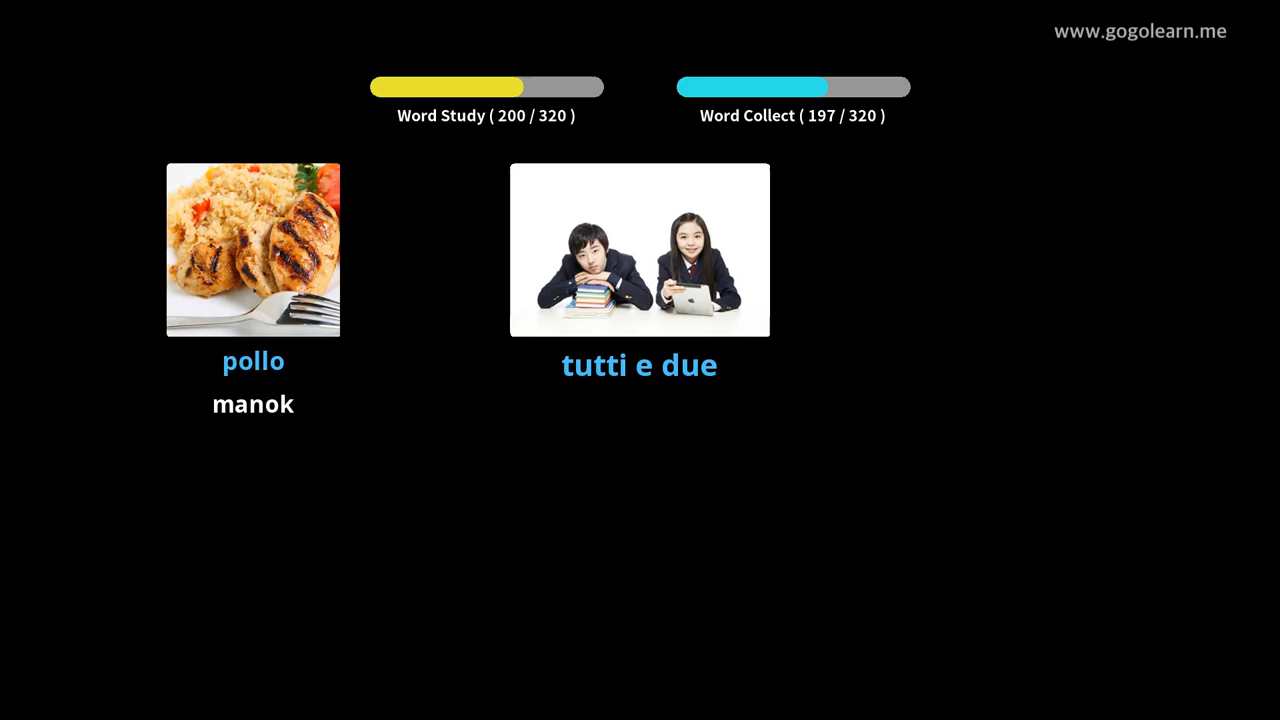 www.gogolearn.me
Word Study ( 200 / 320 )
Word Collect ( 197 / 320 )
pollo
manok
tutti e due